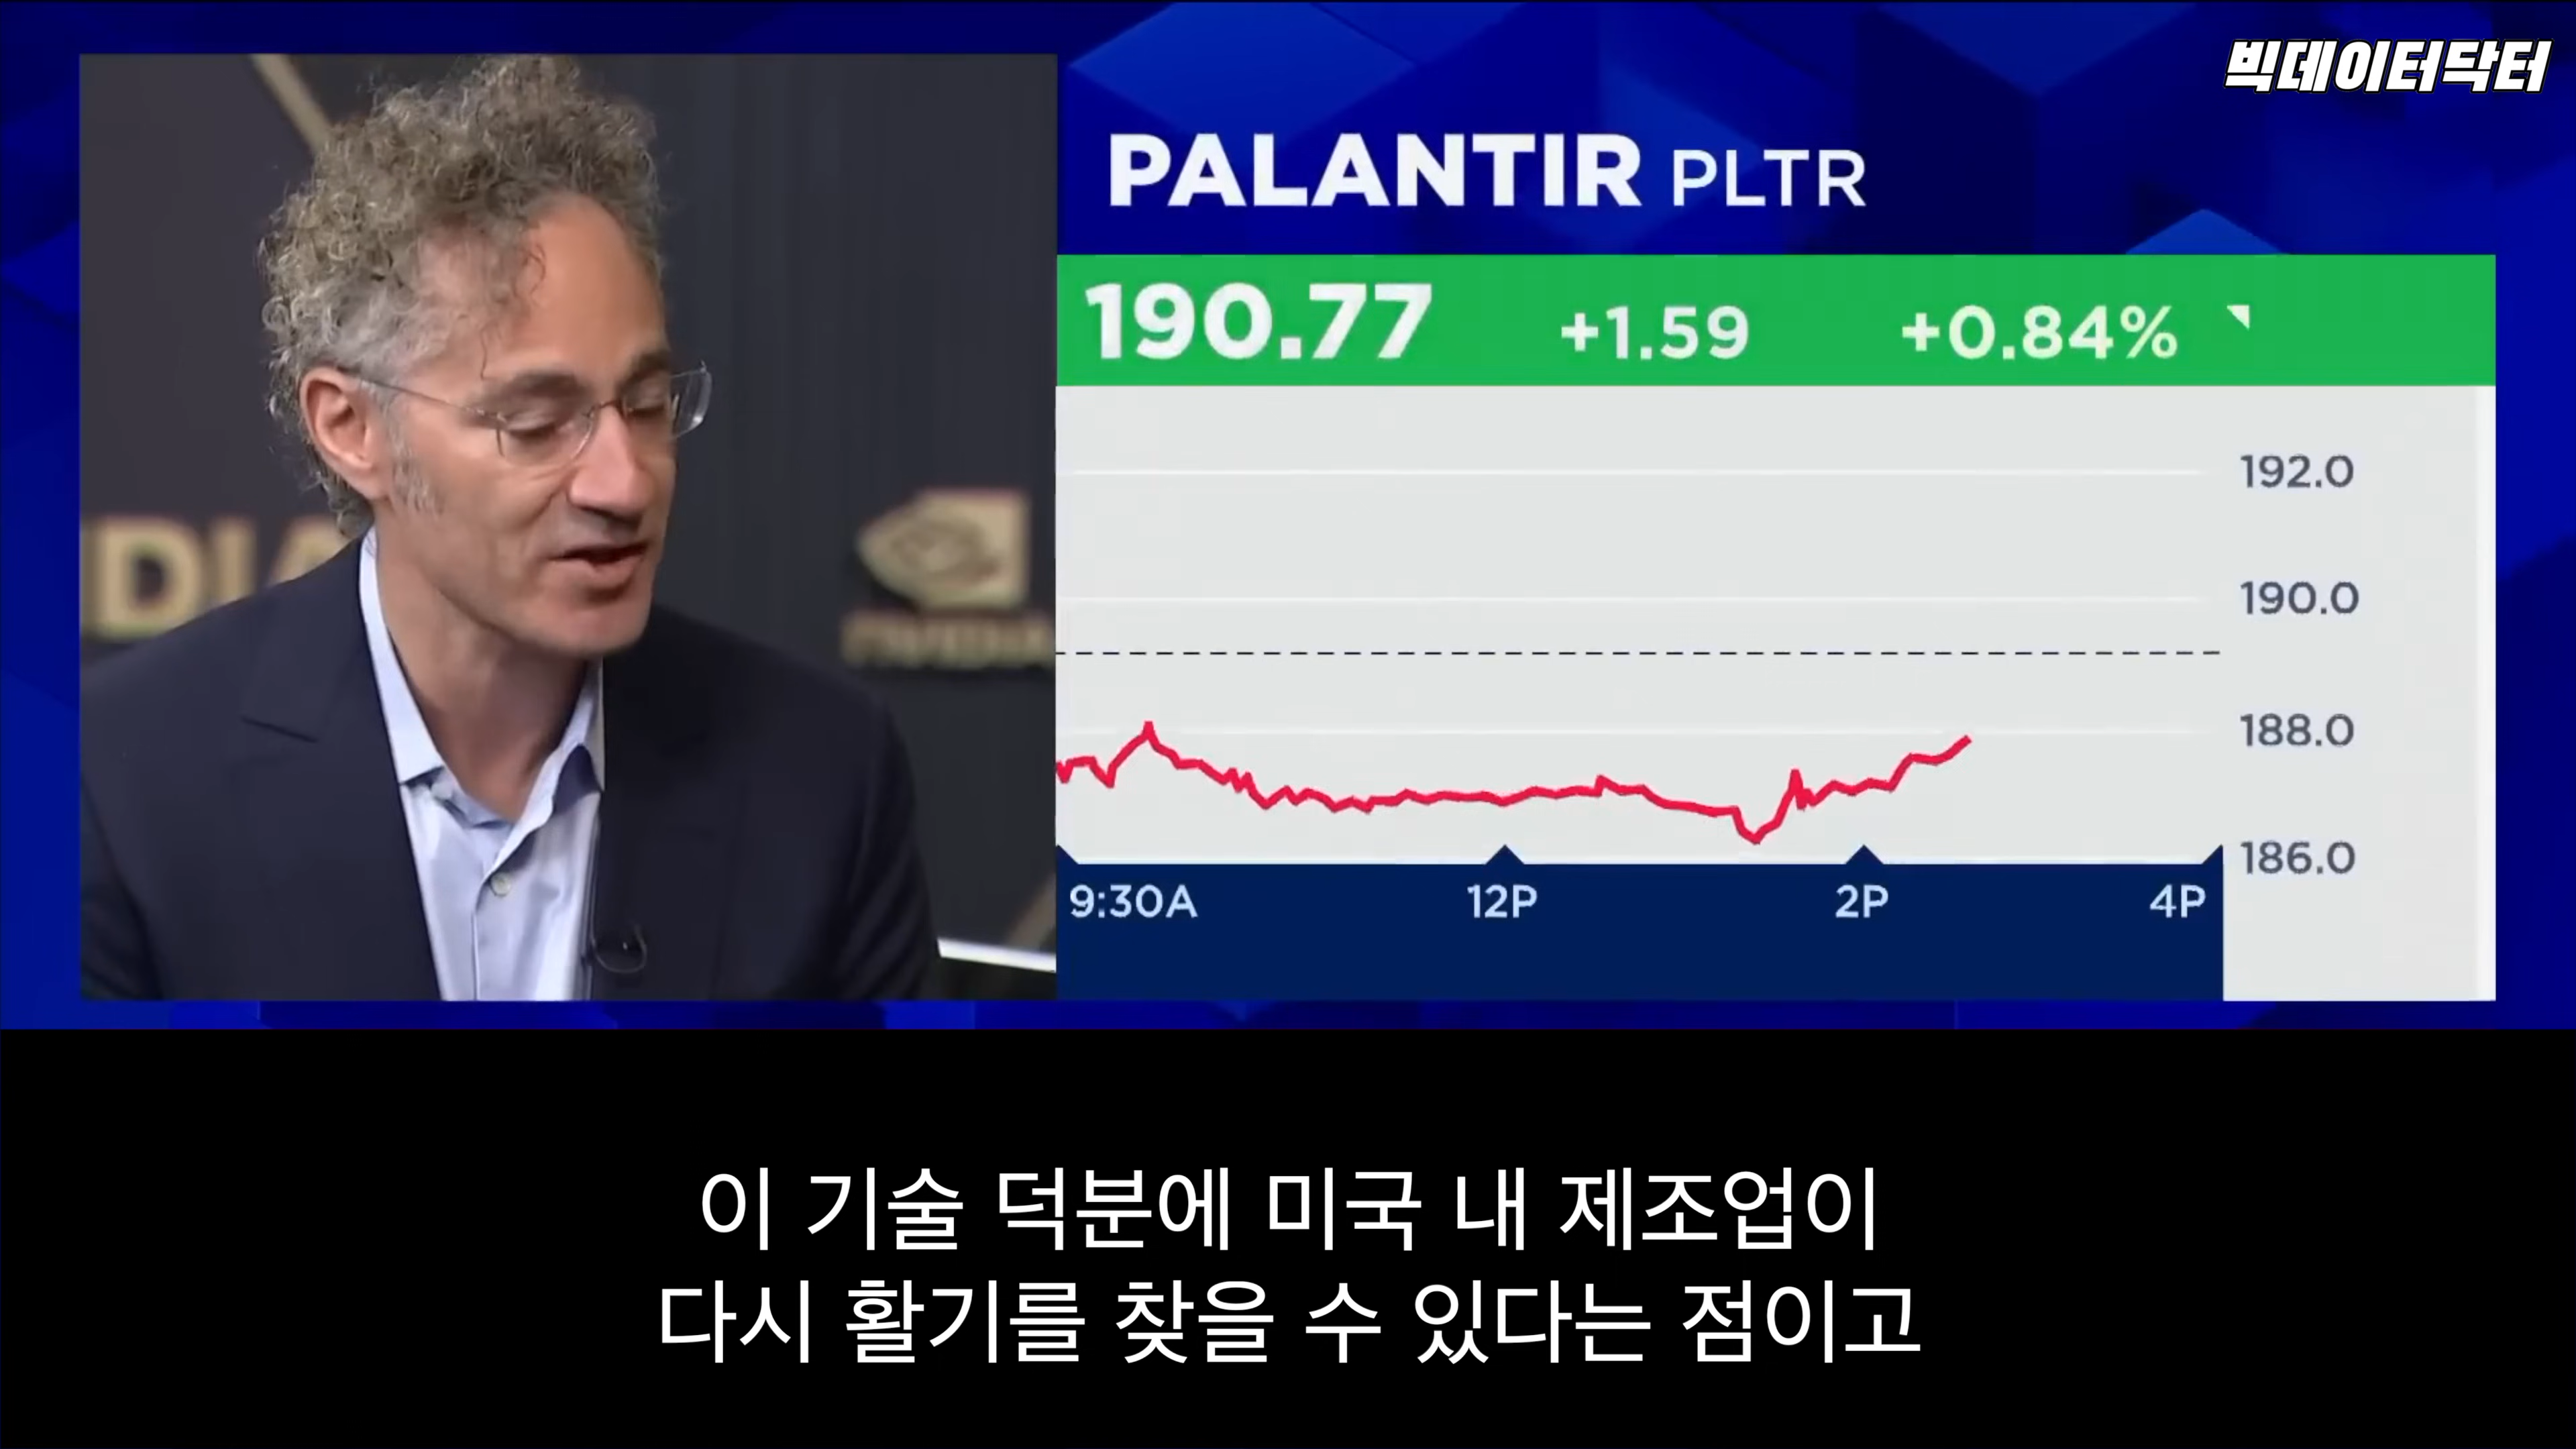 빅데이터닥터
PALANTIR PLTR
190.77 +1.59 +0.84%
192.0
190.0
188.0
186.0
9:30A 12P 2P 4P
DIA
NVIDIA
이 기술 덕분에 미국 내 제조업이
다시 활기를 찾을 수 있다는 점이고